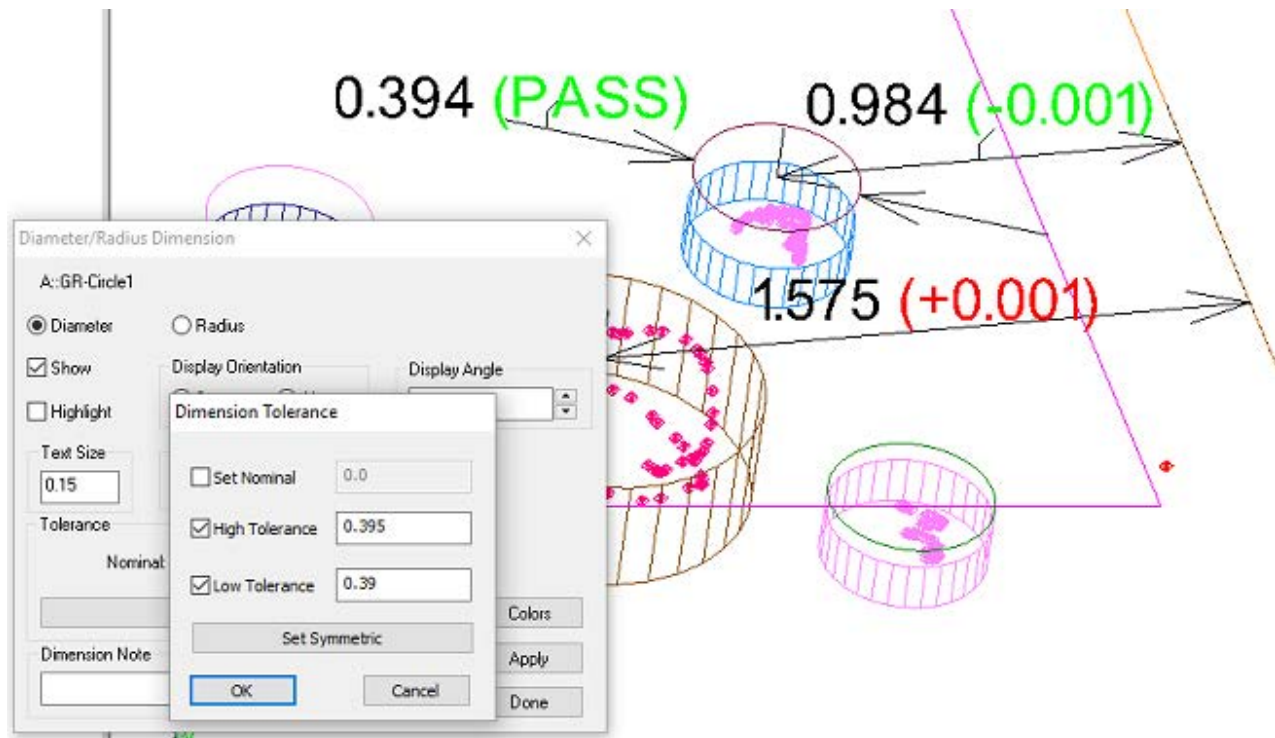 0.394 (PASS)
0.984 (-0.001)
1.575 (+0.001)
Diameter/Radius Dimension
A::GR-Circle1
Diameter
Radius
Show
Display Orientation
Display Angle
Highlight
Text Size
0.15
Tolerance
Nominal:
Colors
Dimension Note
Apply
Done
Dimension Tolerance
Set Nominal
0.0
High Tolerance
0.395
Low Tolerance
0.39
Set Symmetric
OK
Cancel